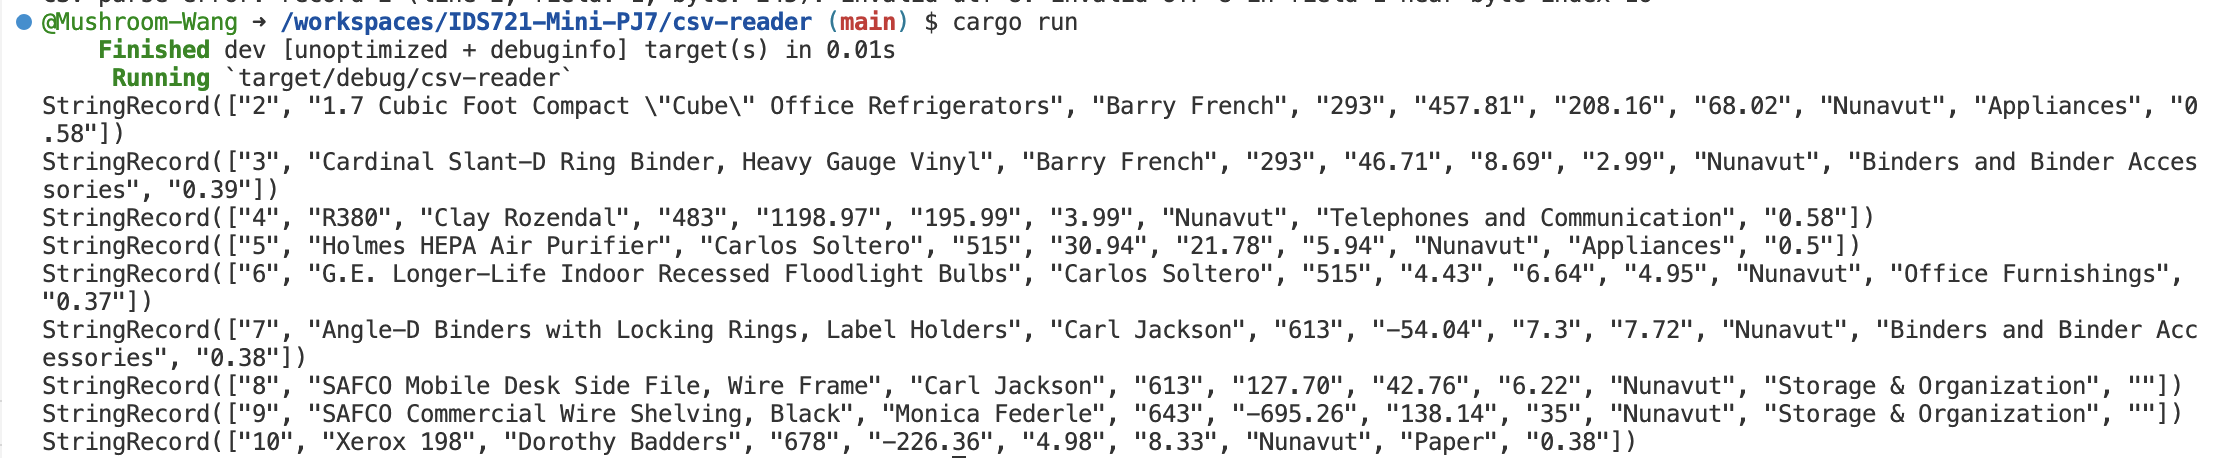 @Mushroom-Wang ➜ /workspaces/IDS721-Mini-PJ7/csv-reader (main) $ cargo run
    Finished dev [unoptimized + debuginfo] target(s) in 0.01s
     Running `target/debug/csv-reader`
StringRecord(["2", "1.7 Cubic Foot Compact \"Cube\" Office Refrigerators", "Barry French", "293", "457.81", "208.16", "68.02", "Nunavut", "Appliances", "0
.58"])
StringRecord(["3", "Cardinal Slant-D Ring Binder, Heavy Gauge Vinyl", "Barry French", "293", "46.71", "8.69", "2.99", "Nunavut", "Binders and Binder Acces
sories", "0.39"])
StringRecord(["4", "R380", "Clay Rozendal", "483", "1198.97", "195.99", "3.99", "Nunavut", "Telephones and Communication", "0.58"])
StringRecord(["5", "Holmes HEPA Air Purifier", "Carlos Soltero", "515", "30.94", "21.78", "5.94", "Nunavut", "Appliances", "0.5"])
StringRecord(["6", "G.E. Longer-Life Indoor Recessed Floodlight Bulbs", "Carlos Soltero", "515", "4.43", "6.64", "4.95", "Nunavut", "Office Furnishings",
"0.37"])
StringRecord(["7", "Angle-D Binders with Locking Rings, Label Holders", "Carl Jackson", "613", "-54.04", "7.3", "7.72", "Nunavut", "Binders and Binder Acc
essories", "0.38"])
StringRecord(["8", "SAFCO Mobile Desk Side File, Wire Frame", "Carl Jackson", "613", "127.70", "42.76", "6.22", "Nunavut", "Storage & Organization", ""])
StringRecord(["9", "SAFCO Commercial Wire Shelving, Black", "Monica Federle", "643", "-695.26", "138.14", "35", "Nunavut", "Storage & Organization", ""])
StringRecord(["10", "Xerox 198", "Dorothy Badders", "678", "-226.36", "4.98", "8.33", "Nunavut", "Paper", "0.38"])